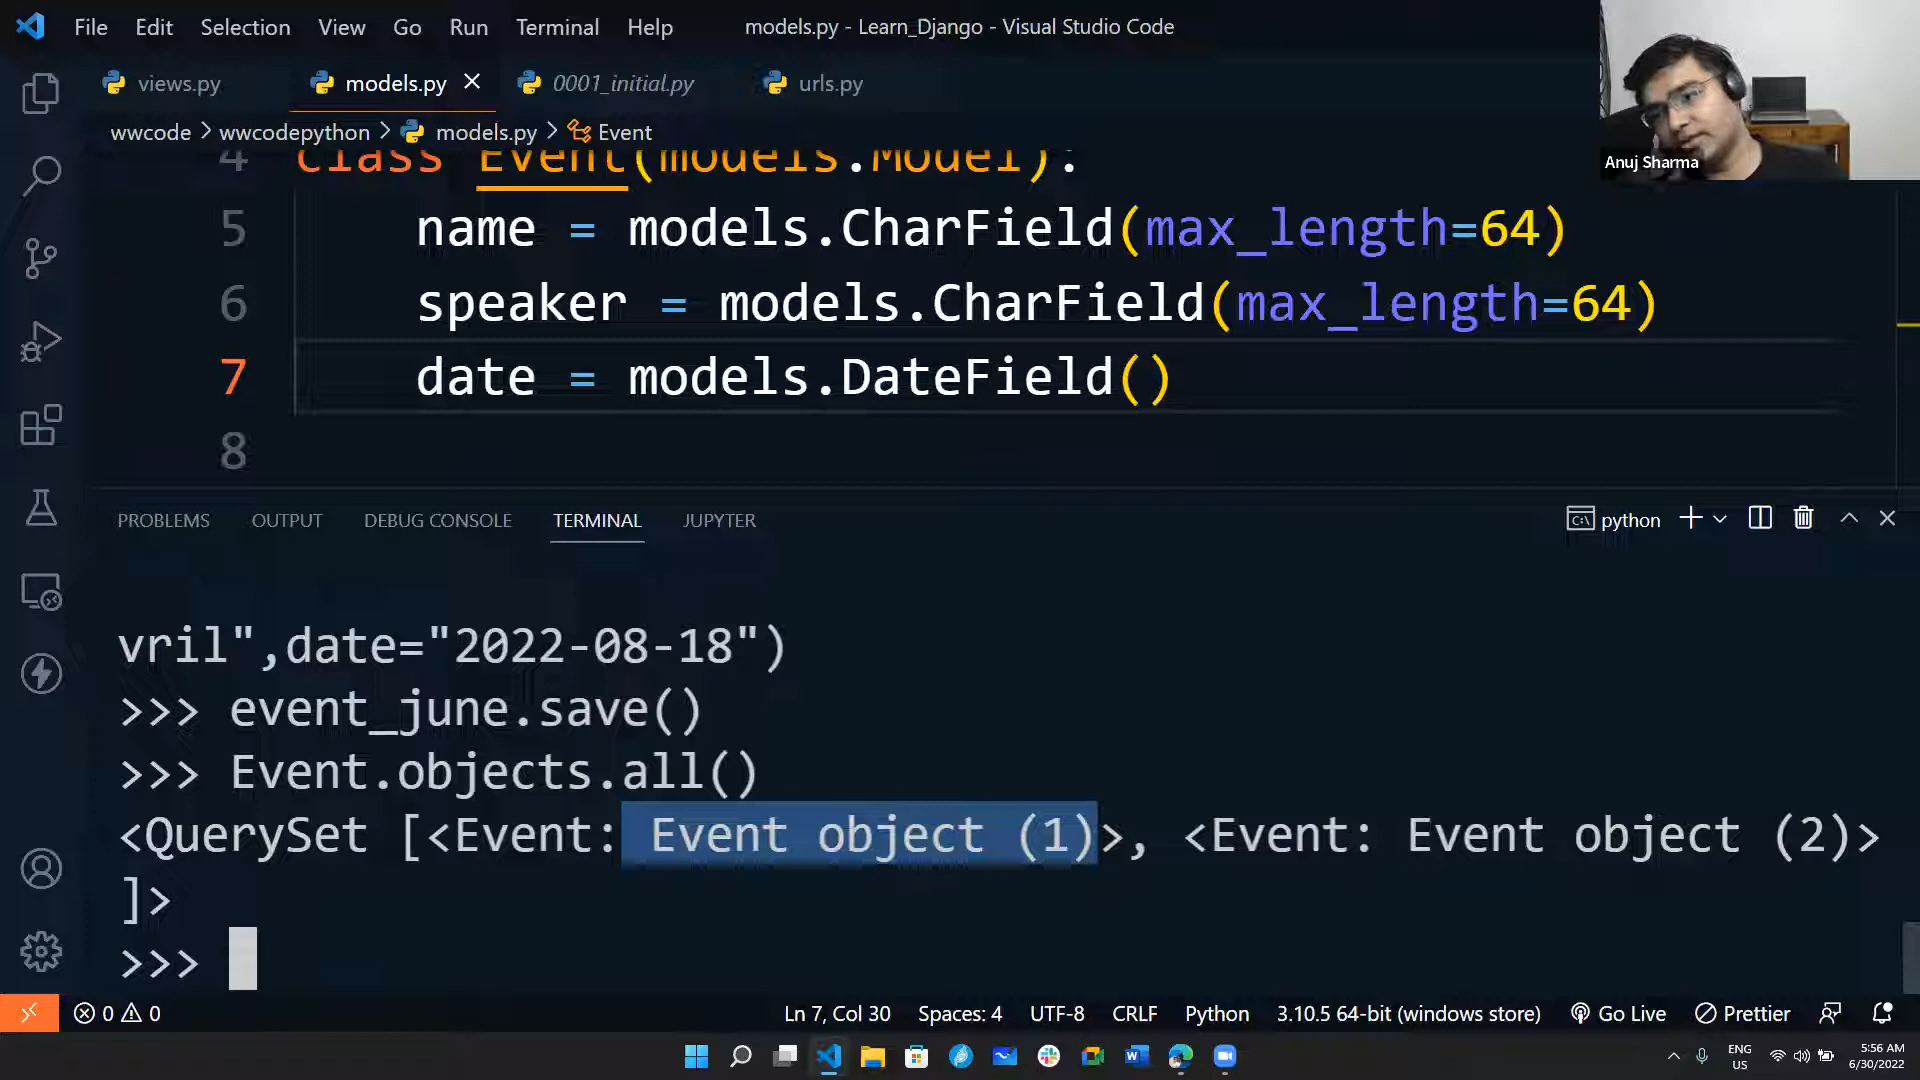 File Edit Selection View Go Run Terminal Help models.py - Learn_Django - Visual Studio Code
views.py models.py 0001_initial.py urls.py
wwcode > wwcodepython > models.py > Event
Anuj Sharma
4 class Event(models.Model):
5 name = models.CharField(max_length=64)
6 speaker = models.CharField(max_length=64)
7 date = models.DateField()
8
PROBLEMS OUTPUT DEBUG CONSOLE TERMINAL JUPYTER python
vril",date="2022-08-18")
>>> event_june.save()
>>> Event.objects.all()
<QuerySet [<Event: Event object (1)>, <Event: Event object (2)>
]>
>>>
0 0 Ln 7, Col 30 Spaces: 4 UTF-8 CRLF Python 3.10.5 64-bit (windows store) Go Live Prettier
ENG 5:56 AM
US 6/30/2022